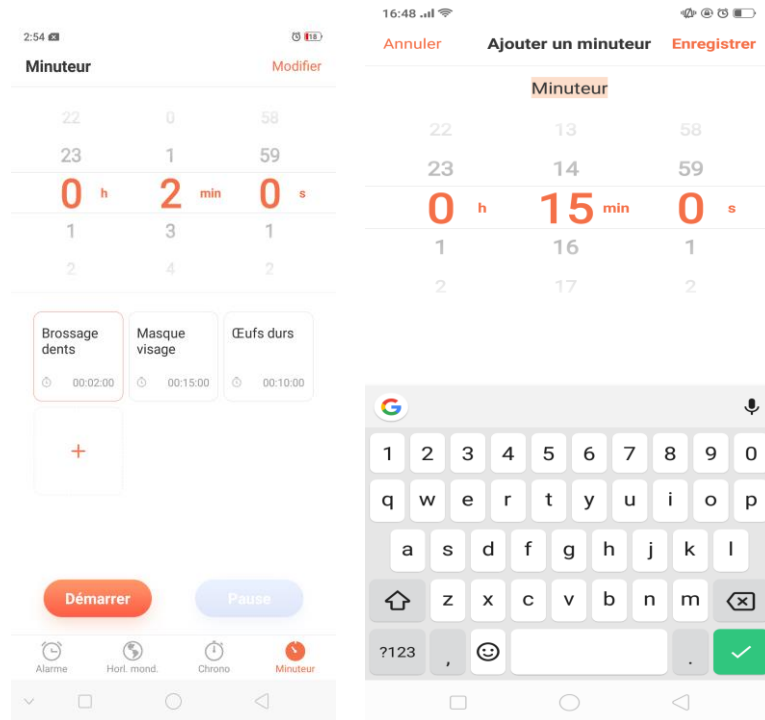 2:54
18
Minuteur Modifier
22 0 58
23 1 59
0 h 2 min 0 s
1 3 1
2 4 2
Brossage dents
00:02:00
Masque visage
00:15:00
Œufs durs
00:10:00
+
Démarrer Pause
Alarme Horl. mond. Chrono Minuteur
16:48
Annuler Ajouter un minuteur Enregistrer
Minuteur
22 13 58
23 14 59
0 h 15 min 0 s
1 16 1
2 17 2
G
1 2 3 4 5 6 7 8 9 0
q w e r t y u i o p
a s d f g h j k l
z x c v b n m
?123 , .